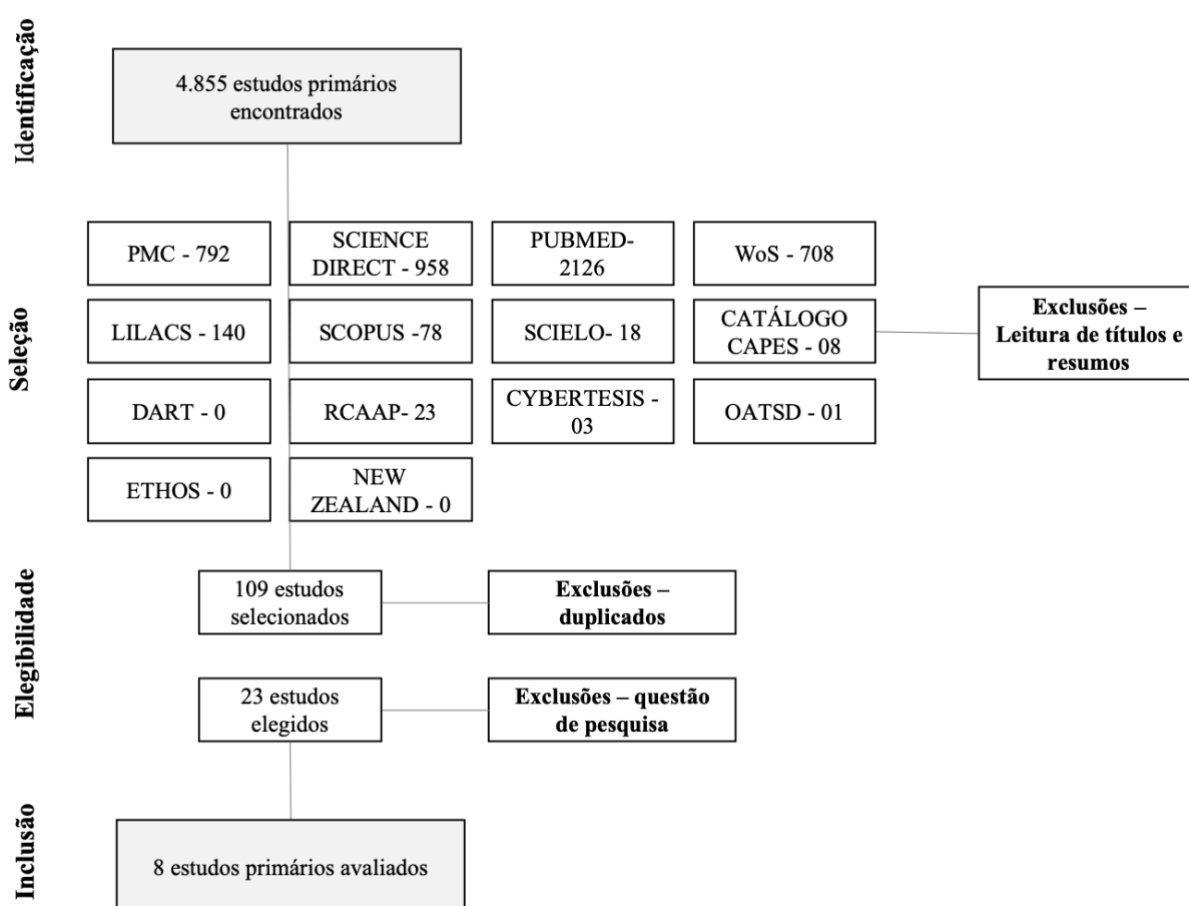 Identificação
4.855 estudos primários
encontrados
Seleção
PMC - 792
SCIENCE
DIRECT - 958
PUBMED-
2126
WoS - 708
LILACS - 140
SCOPUS -78
SCIELO- 18
CATÁLOGO
CAPES - 08
Exclusões –
Leitura de títulos e
resumos
DART - 0
RCAAP- 23
CYBERTESIS -
03
OATSD - 01
ETHOS - 0
NEW
ZEALAND - 0
Elegibilidade
109 estudos
selecionados
Exclusões –
duplicados
23 estudos
elegidos
Exclusões – questão
de pesquisa
Inclusão
8 estudos primários avaliados